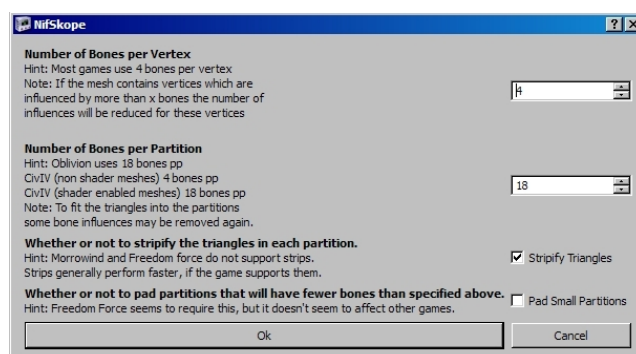 NifSkope
Number of Bones per Vertex
Hint: Most games use 4 bones per vertex
Note: If the mesh contains vertices which are
influenced by more than x bones the number of
influences will be reduced for these vertices
4
Number of Bones per Partition
Hint: Oblivion uses 18 bones pp
CivIV (non shader meshes) 4 bones pp
CivIV (shader enabled meshes) 18 bones pp
Note: To fit the triangles into the partitions
some bone influences may be removed again.
18
Whether or not to stripify the triangles in each partition.
Hint: Morrowind and Freedom force do not support strips.
Strips generally perform faster, if the game supports them.
Stripify Triangles
Whether or not to pad partitions that will have fewer bones than specified above.
Hint: Freedom Force seems to require this, but it doesn't seem to affect other games.
Pad Small Partitions
Ok
Cancel